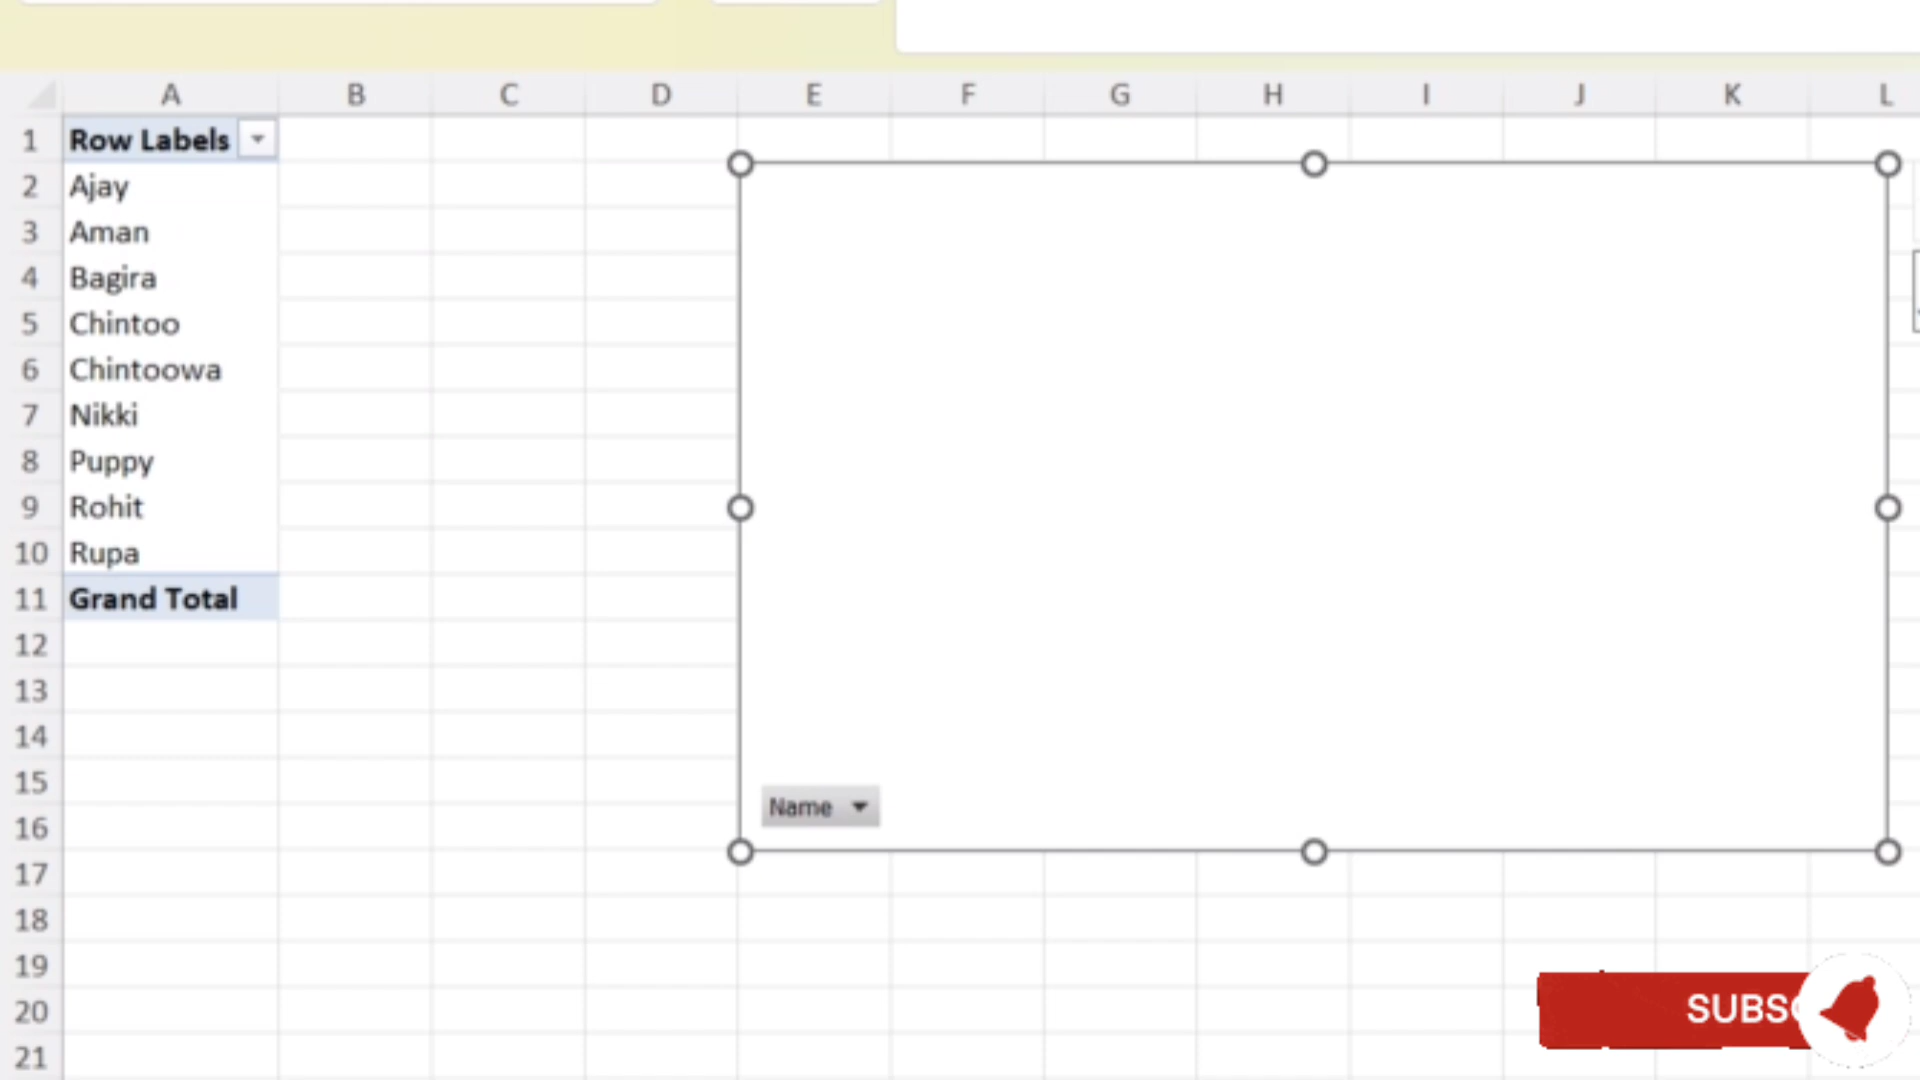 A B C D E F G H I J K L
1 Row Labels
2 Ajay
3 Aman
4 Bagira
5 Chintoo
6 Chintoowa
7 Nikki
8 Puppy
9 Rohit
10 Rupa
11 Grand Total
12
13
14
15
Name
16
17
18
19
20
21
SUBSC